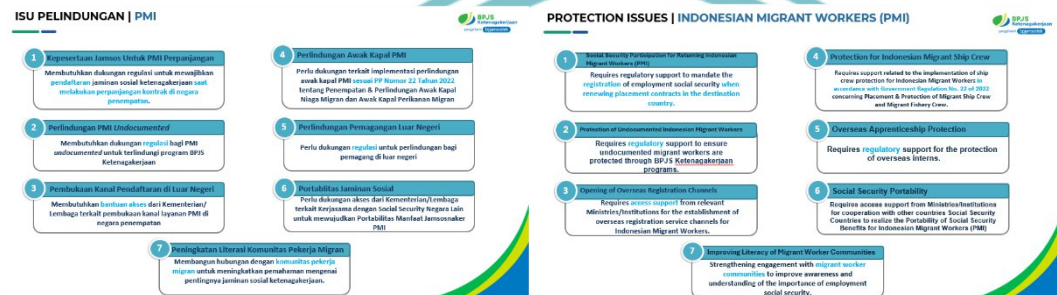 ISU PELINDUNGAN | PMI
BPJS
Ketenagakerjaan
1 Kepesertaan Jamsos Untuk PMI Perpanjangan
Membutuhkan dukungan regulasi untuk mewajibkan
pendaftaran jaminan sosial ketenagakerjaan saat
melakukan perpanjangan kontrak di negara
penempatan.
2 Perlindungan PMI Undocumented
Membutuhkan dukungan regulasi bagi PMI
undocumented untuk terlindungi program BPJS
Ketenagakerjaan
3 Pembukaan Kanal Pendaftaran di Luar Negeri
Membutuhkan bantuan akses dari Kementerian/
Lembaga terkait pembukaan kanal layanan PMI di
negara penempatan
4 Perlindungan Awak Kapal PMI
Perlu dukungan terkait implementasi perlindungan
awak kapal PMI sesuai PP Nomor 22 Tahun 2022
tentang Penempatan & Perlindungan Awak Kapal
Niaga Migran dan Awak Kapal Perikanan Migran
5 Perlindungan Pemagangan Luar Negeri
Perlu dukungan regulasi untuk perlindungan bagi
pemagang di luar negeri
6 Portablitas Jaminan Sosial
Perlu dukungan akses dari Kementerian/Lembaga
terkait Kerjasama dengan Social Security Negara Lain
untuk mewujudkan Portabilitas Manfaat Jamsosnaker
PMI
7 Peningkatan Literasi Komunitas Pekerja Migran
Membangun hubungan dengan komunitas pekerja
migran untuk meningkatkan pemahaman mengenai
pentingnya jaminan sosial ketenagakerjaan.
PROTECTION ISSUES | INDONESIAN MIGRANT WORKERS (PMI)
BPJS
Ketenagakerjaan
1 Social Security Participation for Returning Indonesian
Migrant Workers (PMI)
Requires regulatory support to mandate the
registration of employment social security when
renewing placement contracts in the destination
country.
2 Protection of Undocumented Indonesian Migrant Workers
Requires regulatory support to ensure
undocumented migrant workers are
protected through BPJS Ketenagakerjaan
programs.
3 Opening of Overseas Registration Channels
Requires access support from relevant
Ministries/Institutions for the establishment of
overseas registration service channels for
Indonesian Migrant Workers.
4 Protection for Indonesian Migrant Ship Crew
Requires support related to the implementation of ship
crew protection for Indonesian Migrant Workers in
accordance with Government Regulation No. 22 of 2022
concerning Placement & Protection of Migrant Ship Crew
and Migrant Fishery Crew.
5 Overseas Apprenticeship Protection
Requires regulatory support for the protection
of overseas interns.
6 Social Security Portability
Requires access support from Ministries/Institutions
for cooperation with other countries Social Security
Countries to realize the Portability of Social Security
Benefits for Indonesian Migrant Workers (PMI)
7 Improving Literacy of Migrant Worker Communities
Strengthening engagement with migrant worker
communities to improve awareness and
understanding of the importance of employment
social security.